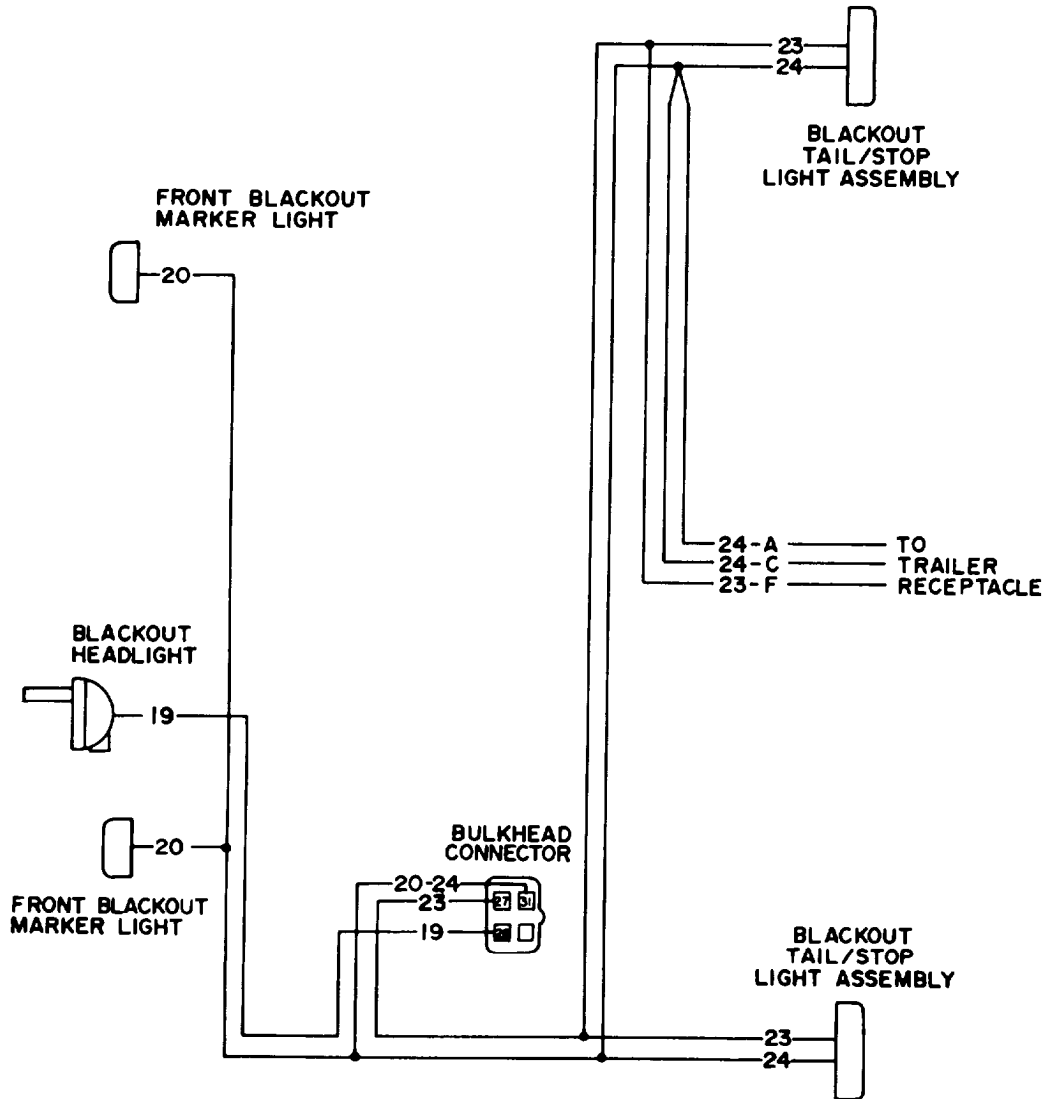 23
24
BLACKOUT
TAIL/STOP
LIGHT ASSEMBLY
FRONT BLACKOUT
MARKER LIGHT
20
24-A TO
24-C TRAILER
23-F RECEPTACLE
BLACKOUT
HEADLIGHT
19
20
FRONT BLACKOUT
MARKER LIGHT
BULKHEAD
CONNECTOR
20-24
23
27 31
19
BLACKOUT
TAIL/STOP
LIGHT ASSEMBLY
23
24